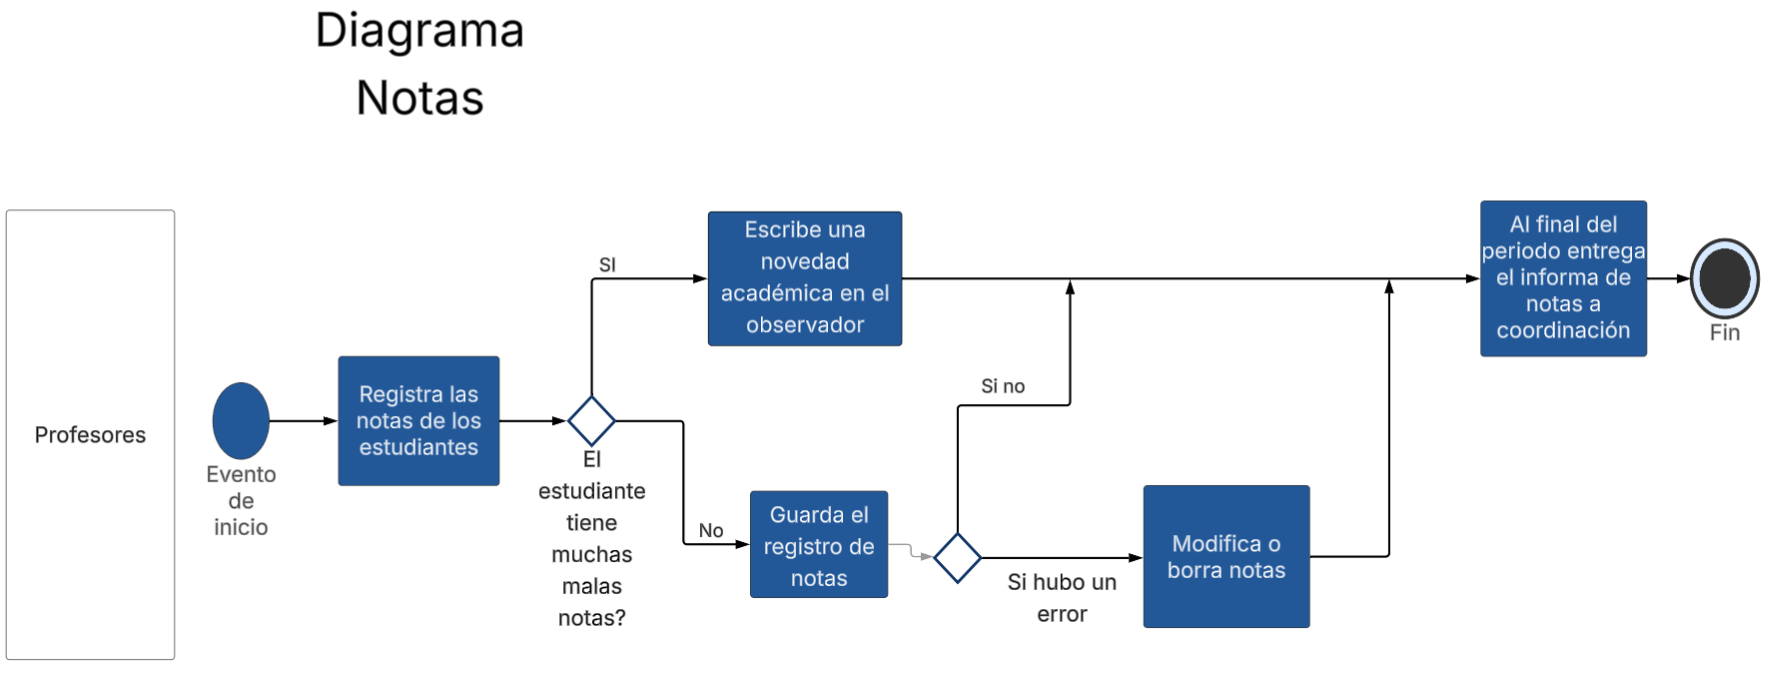 Diagrama
Notas
Profesores
Evento
de
inicio
Registra las
notas de los
estudiantes
El
estudiante
tiene
muchas
malas
notas?
SI
Escribe una
novedad
académica en el
observador
No
Guarda el
registro de
notas
Si no
Si hubo un
error
Modifica o
borra notas
Al final del
periodo entrega
el informa de
notas a
coordinación
Fin